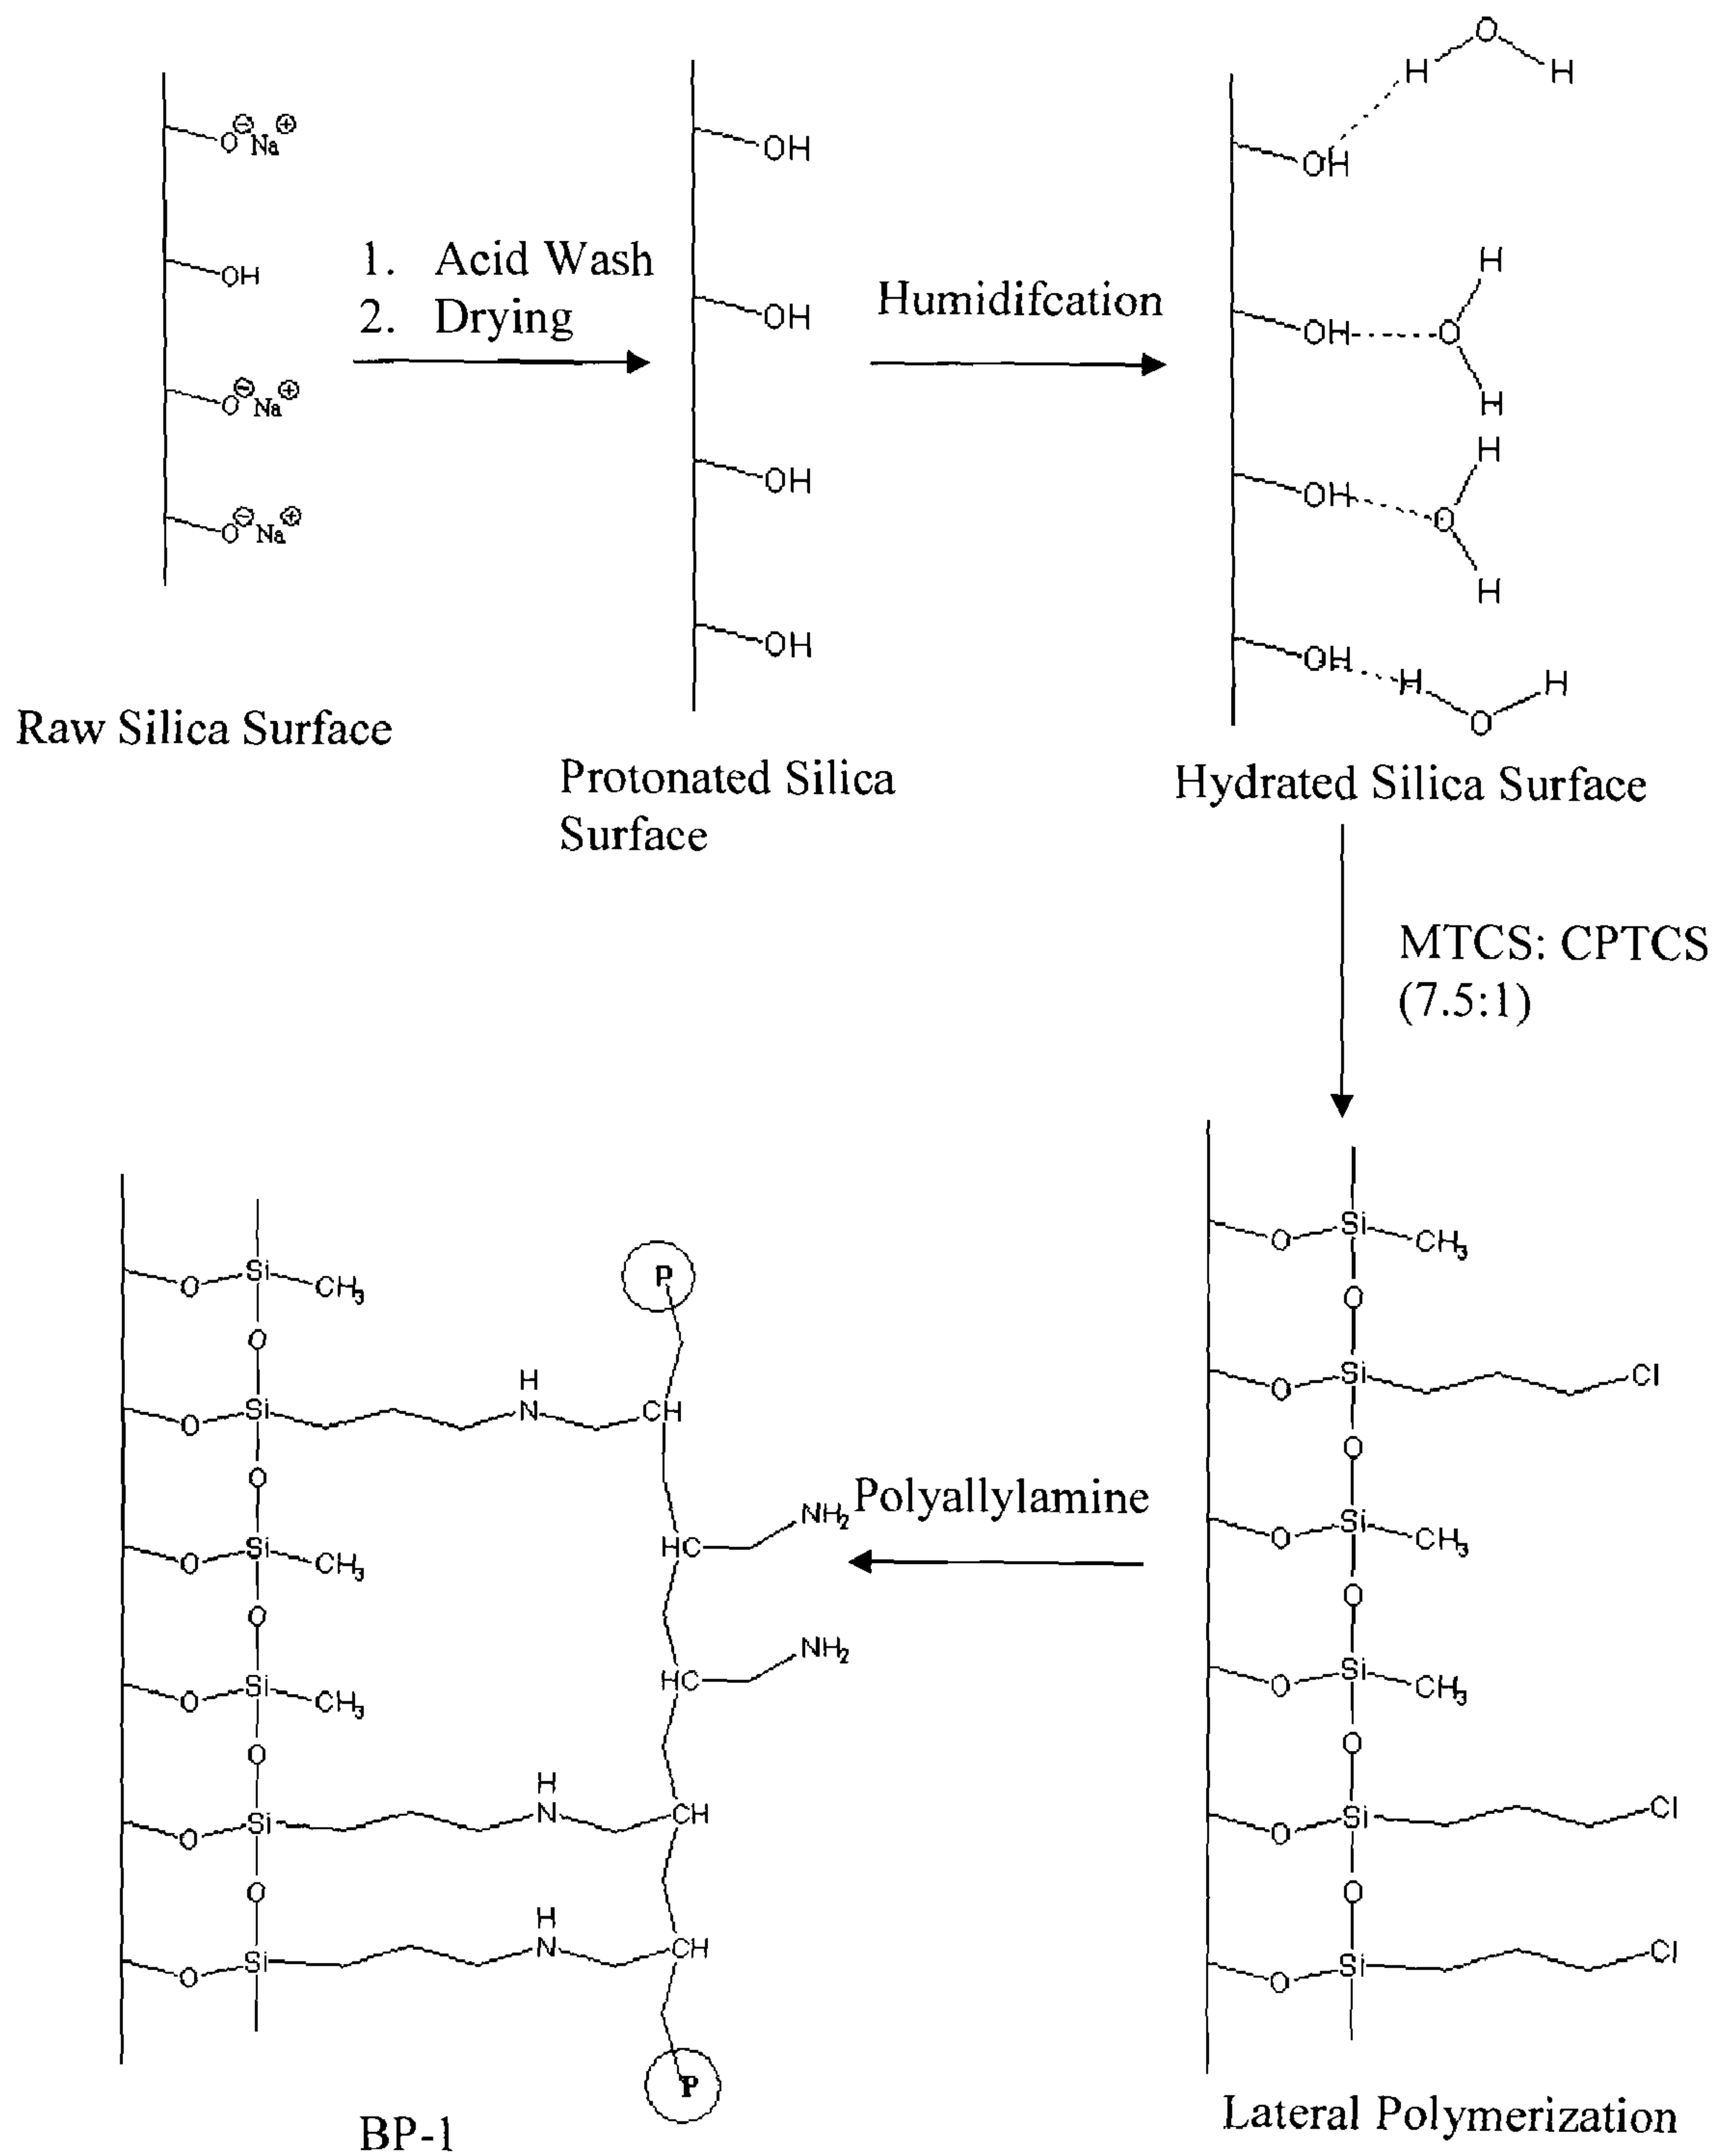 O⊖Na⊕
OH
O⊖Na⊕
O⊖Na⊕
Raw Silica Surface
1. Acid Wash
2. Drying
OH
OH
OH
OH
Protonated Silica
Surface
Humidifcation
O
H H
OH
H
OH O
H
H
OH O
H
OH H H
O
Hydrated Silica Surface
MTCS: CPTCS
(7.5:1)
O Si CH3
O
O Si Cl
O
O Si CH3
O
O Si CH3
O
O Si Cl
O
O Si Cl
Lateral Polymerization
Polyallylamine
P
O Si CH3
O
H
O Si N CH
O
NH2
O Si CH3 HC
O
NH2
O Si CH3 HC
O
H
O Si N CH
O
H
O Si N CH
P
BP-1